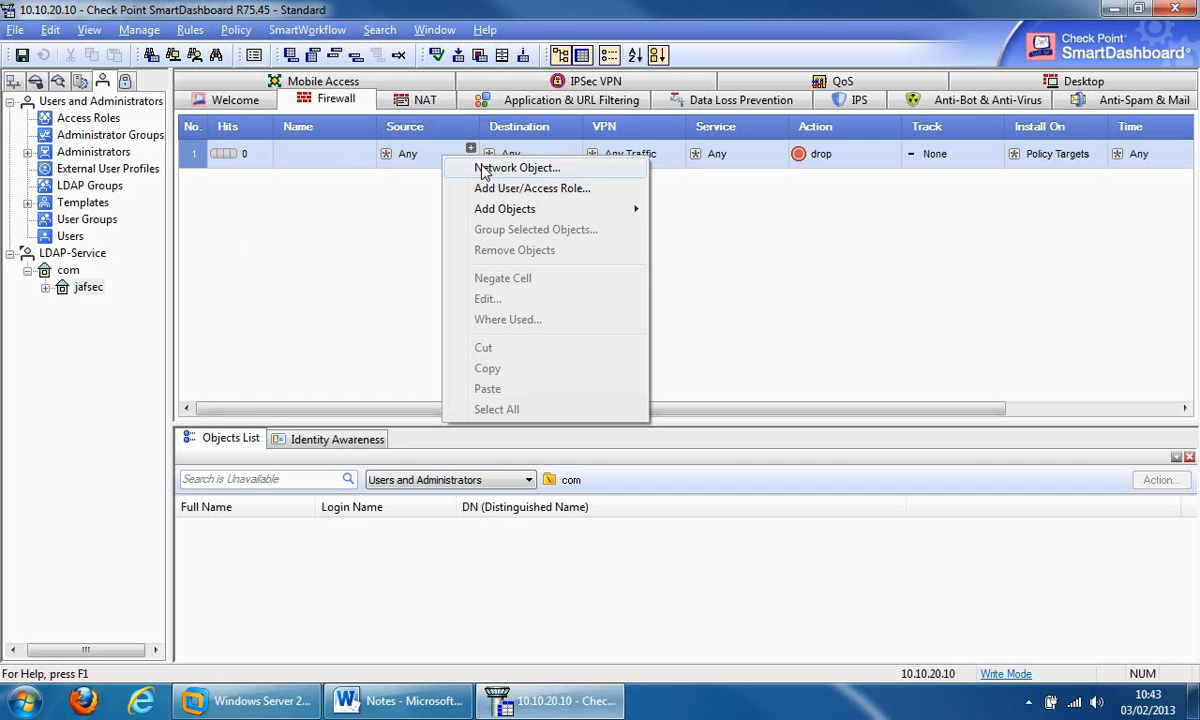 10.10.20.10 - Check Point SmartDashboard R75.45 - Standard
File Edit View Manage Rules Policy SmartWorkflow Search Window Help
Check Point
SmartDashboard
Mobile Access IPSec VPN QoS Desktop
Welcome Firewall NAT Application & URL Filtering Data Loss Prevention IPS Anti-Bot & Anti-Virus Anti-Spam & Mail
Users and Administrators
Access Roles
Administrator Groups
Administrators
External User Profiles
LDAP Groups
Templates
User Groups
Users
LDAP-Service
com
jafsec
No. Hits Name Source Destination VPN Service Action Track Install On Time
1 0 Any Any Any Traffic Any drop None Policy Targets Any
Network Object...
Add User/Access Role...
Add Objects
Group Selected Objects...
Remove Objects
Negate Cell
Edit...
Where Used...
Cut
Copy
Paste
Select All
Objects List Identity Awareness
Search is Unavailable Users and Administrators com Action...
Full Name Login Name DN (Distinguished Name)
For Help, press F1 10.10.20.10 Write Mode NUM
Windows Server 2... Notes - Microsoft... 10.10.20.10 - Chec...
10:43
03/02/2013